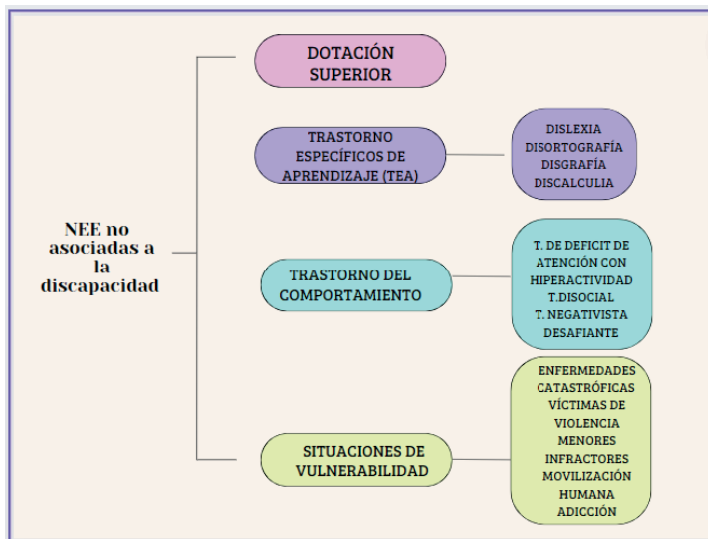 DOTACIÓN
SUPERIOR
TRASTORNO
ESPECÍFICOS DE
APRENDIZAJE (TEA)
DISLEXIA
DISORTOGRAFÍA
DISGRAFÍA
DISCALCULIA
NEE no
asociadas a
la
discapacidad
TRASTORNO DEL
COMPORTAMIENTO
T. DE DEFICIT DE
ATENCIÓN CON
HIPERACTIVIDAD
T.DISOCIAL
T. NEGATIVISTA
DESAFIANTE
SITUACIONES DE
VULNERABILIDAD
ENFERMEDADES
CATASTRÓFICAS
VÍCTIMAS DE
VIOLENCIA
MENORES
INFRACTORES
MOVILIZACIÓN
HUMANA
ADICCIÓN